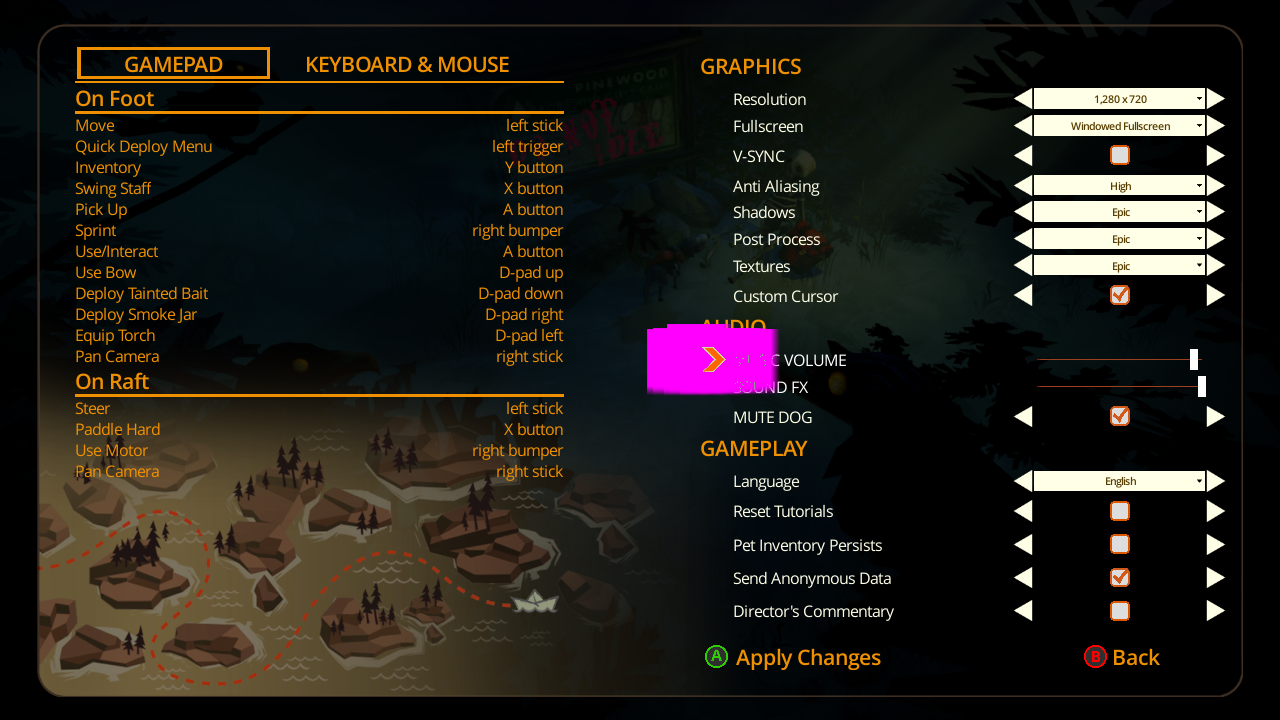 GAMEPAD KEYBOARD & MOUSE
On Foot
Move left stick
Quick Deploy Menu left trigger
Inventory Y button
Swing Staff X button
Pick Up A button
Sprint right bumper
Use/Interact A button
Use Bow D-pad up
Deploy Tainted Bait D-pad down
Deploy Smoke Jar D-pad right
Equip Torch D-pad left
Pan Camera right stick
On Raft
Steer left stick
Paddle Hard X button
Use Motor right bumper
Pan Camera right stick
PINEWOOD
GRAPHICS
Resolution 1,280 x 720
Fullscreen Windowed Fullscreen
V-SYNC
Anti Aliasing High
Shadows Epic
Post Process Epic
Textures Epic
Custom Cursor
AUDIO
VOLUME
SOUND FX
MUTE DOG
GAMEPLAY
Language English
Reset Tutorials
Pet Inventory Persists
Send Anonymous Data
Director's Commentary
A Apply Changes B Back